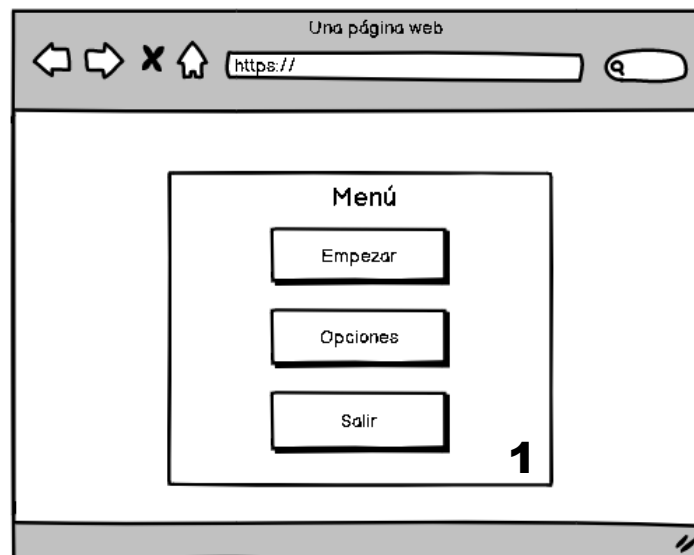 Una página web
https://
Menú
Empezar
Opciones
Salir
1